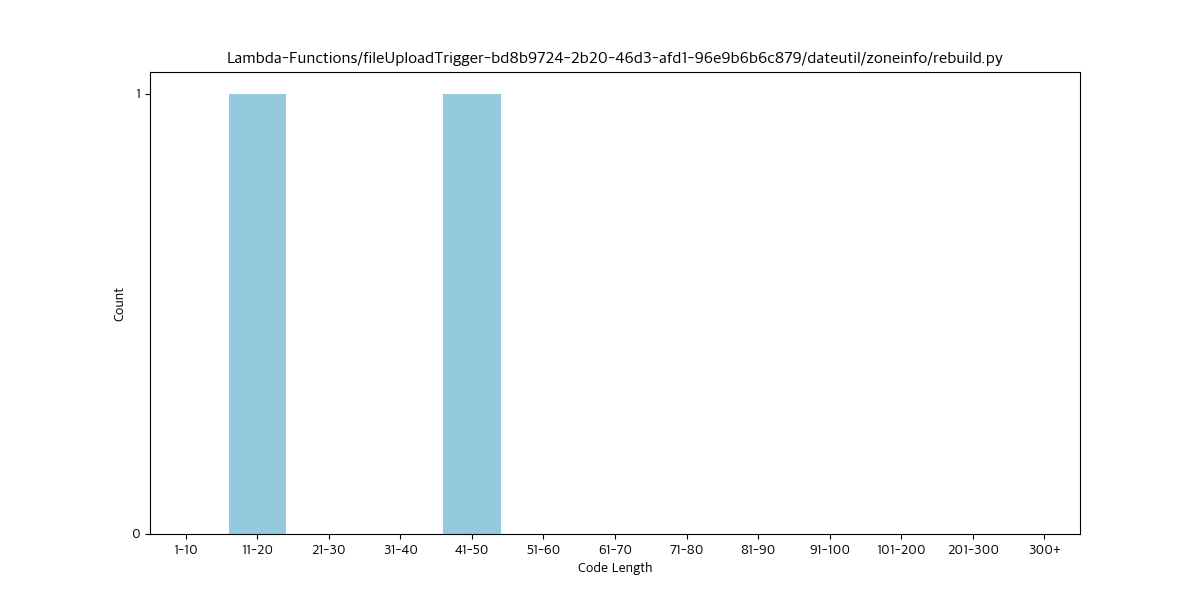 Lambda-Functions/fileUploadTrigger-bd8b9724-2b20-46d3-afd1-96e9b6b6c879/dateutil/zoneinfo/rebuild.py
1
Count
0
1-10 11-20 21-30 31-40 41-50 51-60 61-70 71-80 81-90 91-100 101-200 201-300 300+
Code Length